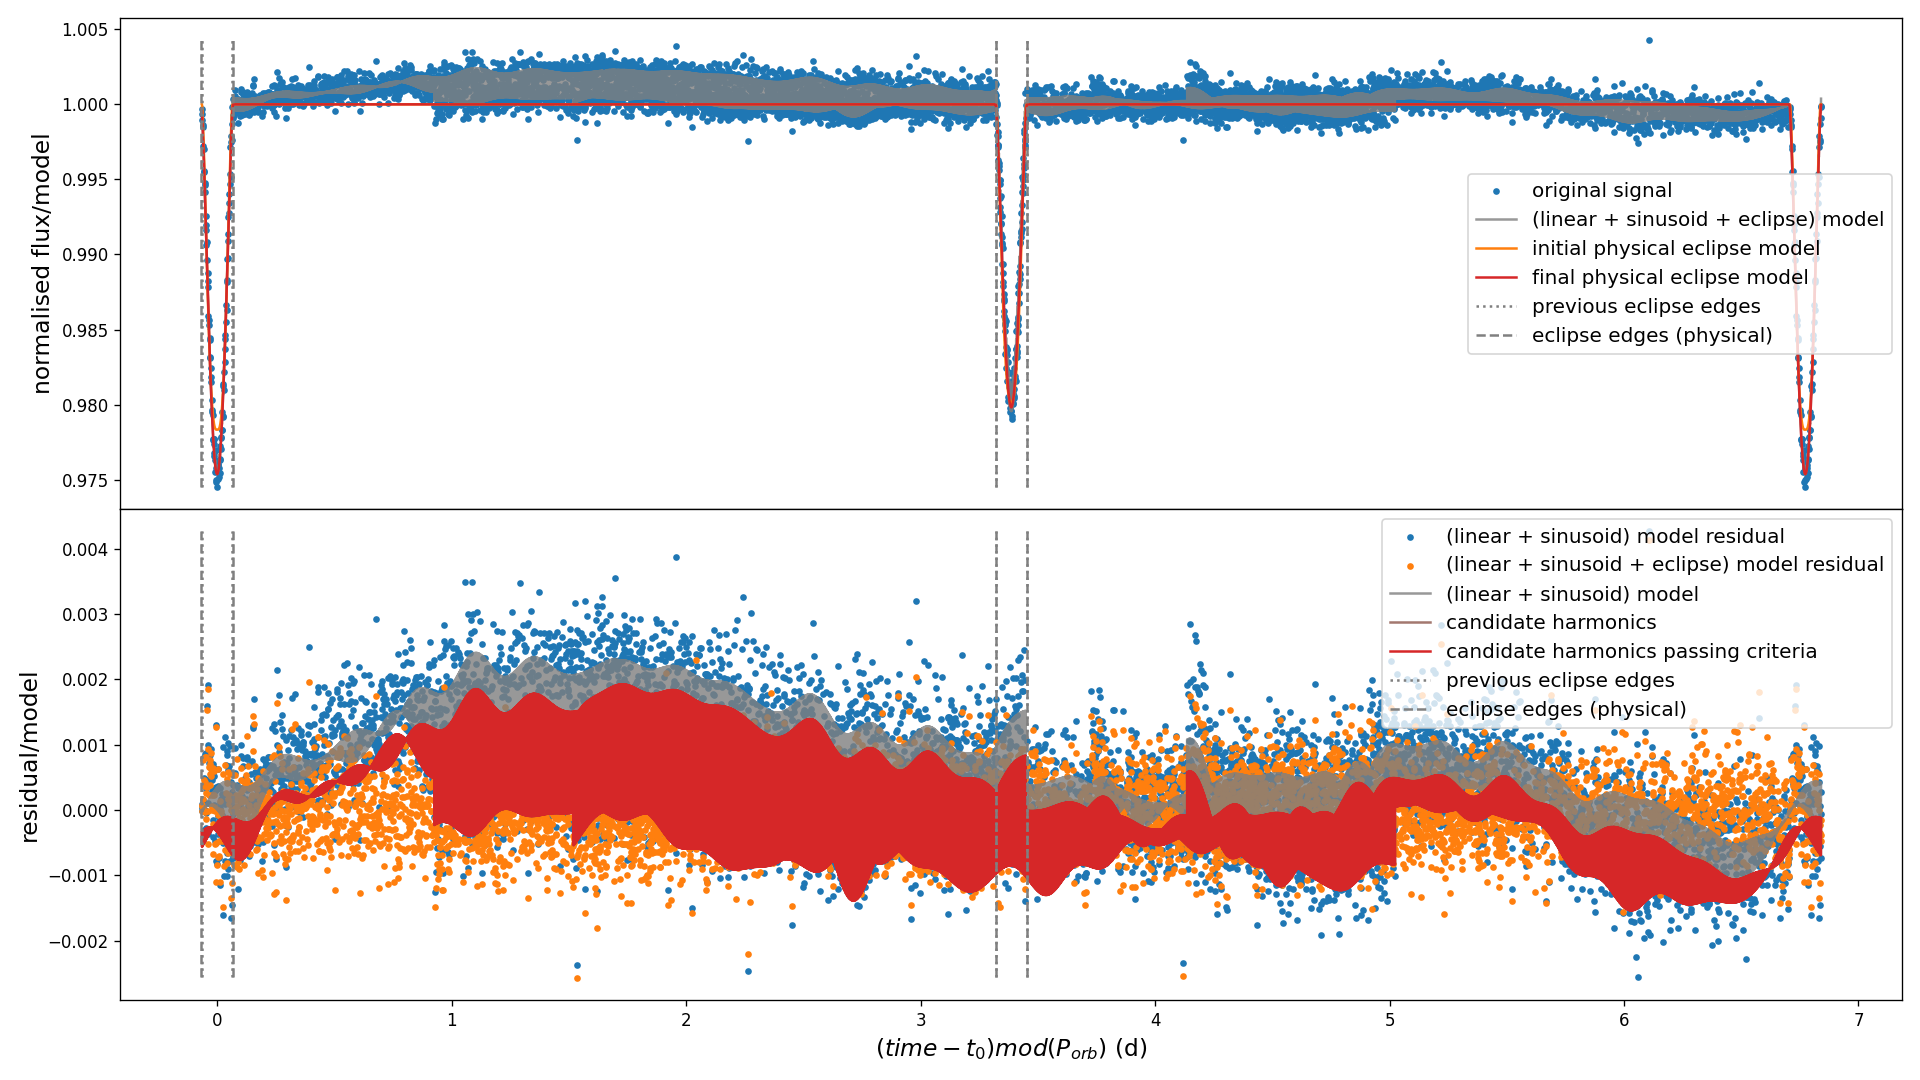 1.005
1.000
0.995
0.990
0.985
0.980
0.975
normalised flux/model
original signal
(linear + sinusoid + eclipse) model
initial physical eclipse model
final physical eclipse model
previous eclipse edges
eclipse edges (physical)
0.004
0.003
0.002
0.001
0.000
−0.001
−0.002
residual/model
(linear + sinusoid) model residual
(linear + sinusoid + eclipse) model residual
(linear + sinusoid) model
candidate harmonics
candidate harmonics passing criteria
previous eclipse edges
eclipse edges (physical)
0 1 2 3 4 5 6 7
(time − t₀)mod(P_orb) (d)